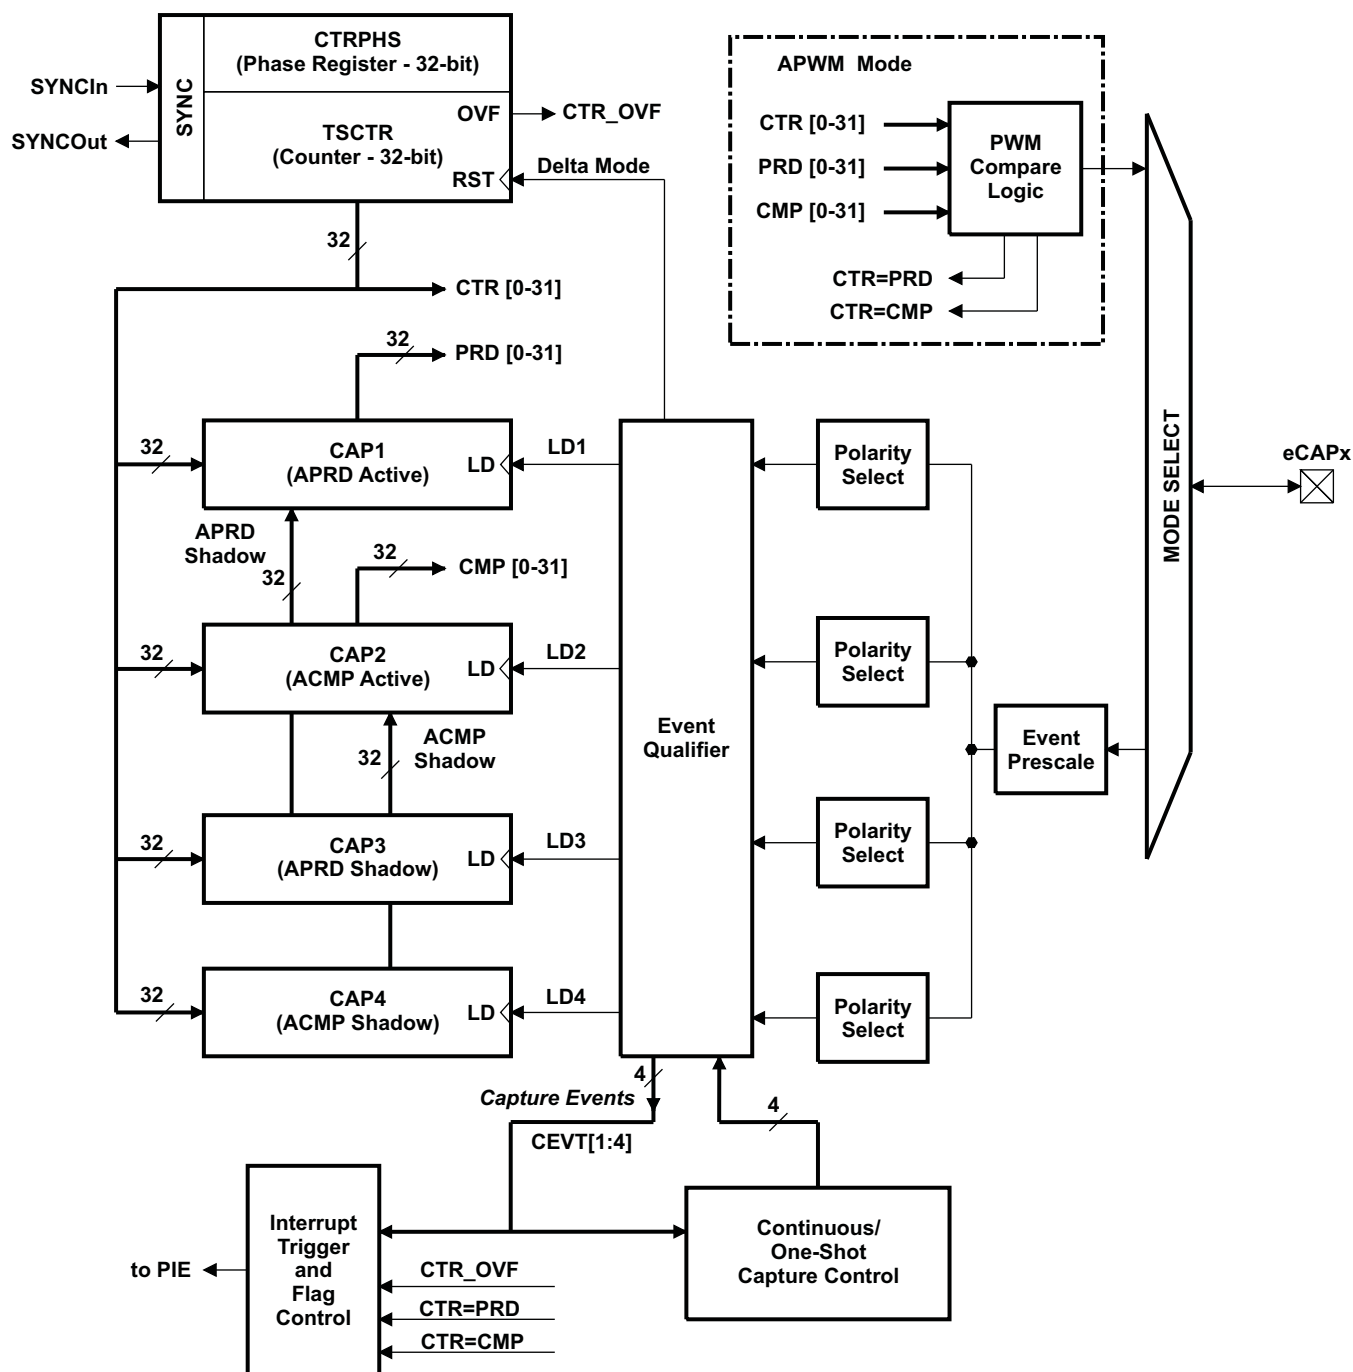 CTRPHS
(Phase Register - 32-bit)
SYNC
SYNCIn
SYNCOut
OVF
CTR_OVF
TSCTR
(Counter - 32-bit)
RST
Delta Mode
APWM Mode
CTR [0-31]
PRD [0-31]
CMP [0-31]
PWM
Compare
Logic
CTR=PRD
CTR=CMP
32
CTR [0-31]
32
PRD [0-31]
32
CAP1
(APRD Active)
LD
LD1
Polarity
Select
MODE SELECT
eCAPx
APRD
Shadow
32
32
CMP [0-31]
32
CAP2
(ACMP Active)
LD
LD2
Polarity
Select
Event
Qualifier
Event
Prescale
ACMP
Shadow
32
32
CAP3
(APRD Shadow)
LD
LD3
Polarity
Select
32
CAP4
(ACMP Shadow)
LD
LD4
Polarity
Select
4
Capture Events
CEVT[1:4]
4
Interrupt
Trigger
and
Flag
Control
to PIE
CTR_OVF
CTR=PRD
CTR=CMP
Continuous/
One-Shot
Capture Control